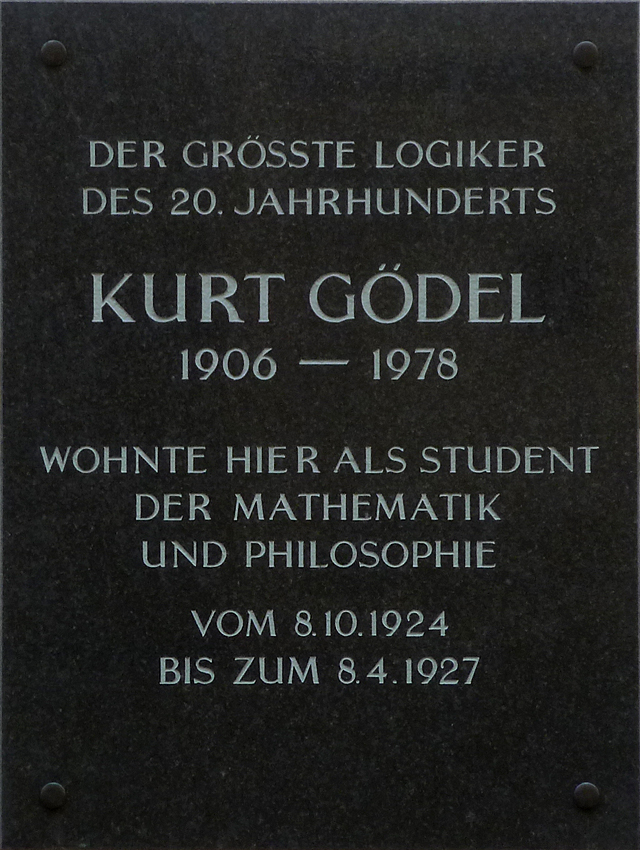 DER GRÖSSTE LOGIKER
DES 20. JAHRHUNDERTS
KURT GÖDEL
1906 — 1978
WOHNTE HIER ALS STUDENT
DER MATHEMATIK
UND PHILOSOPHIE
VOM 8.10.1924
BIS ZUM 8.4.1927